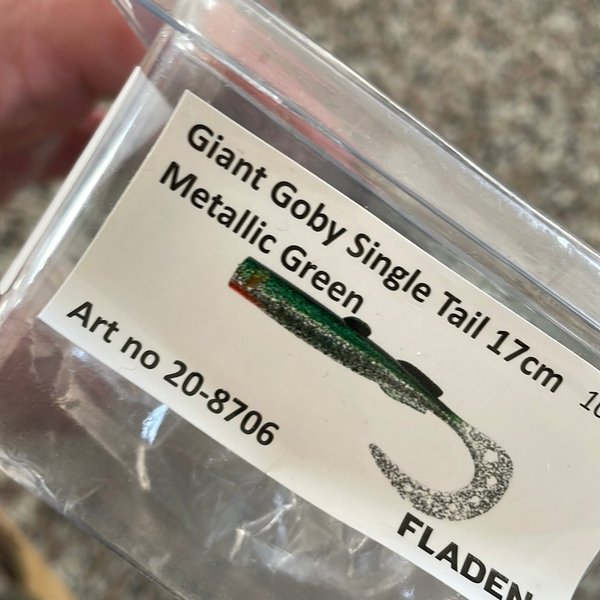 Giant Goby Single Tail 17cm
Metallic Green
Art no 20-8706
FLADEN